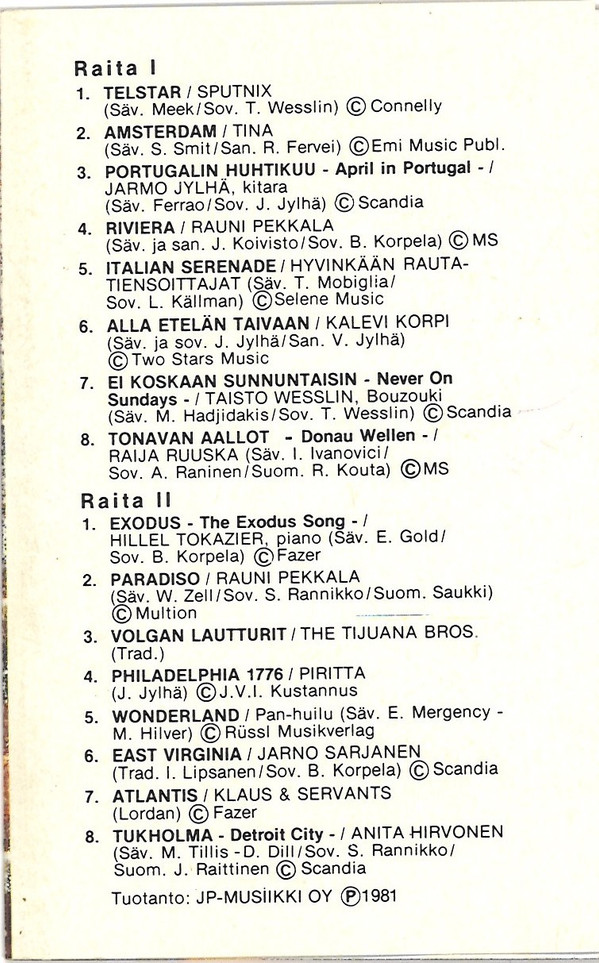 Raita I
1. TELSTAR / SPUTNIX
(Säv. Meek/Sov. T. Wesslin) © Connelly
2. AMSTERDAM / TINA
(Säv. S. Smit/San. R. Fervei) © Emi Music Publ.
3. PORTUGALIN HUHTIKUU - April in Portugal - /
JARMO JYLHÄ, kitara
(Säv. Ferrao/Sov. J. Jylhä) © Scandia
4. RIVIERA / RAUNI PEKKALA
(Säv. ja san. J. Koivisto/Sov. B. Korpela) © MS
5. ITALIAN SERENADE / HYVINKÄÄN RAUTA-
TIENSOITTAJAT (Säv. T. Mobiglia/
Sov. L. Källman) © Selene Music
6. ALLA ETELÄN TAIVAAN / KALEVI KORPI
(Säv. ja sov. J. Jylhä/San. V. Jylhä)
© Two Stars Music
7. EI KOSKAAN SUNNUNTAISIN - Never On
Sundays - / TAISTO WESSLIN, Bouzouki
(Säv. M. Hadjidakis/Sov. T. Wesslin) © Scandia
8. TONAVAN AALLOT - Donau Wellen - /
RAIJA RUUSKA (Säv. I. Ivanovici/
Sov. A. Raninen/Suom. R. Kouta) © MS
Raita II
1. EXODUS - The Exodus Song - /
HILLEL TOKAZIER, piano (Säv. E. Gold/
Sov. B. Korpela) © Fazer
2. PARADISO / RAUNI PEKKALA
(Säv. W. Zell/Sov. S. Rannikko/Suom. Saukki)
© Multion
3. VOLGAN LAUTTURIT / THE TIJUANA BROS.
(Trad.)
4. PHILADELPHIA 1776 / PIRITTA
(J. Jylhä) © J.V.I. Kustannus
5. WONDERLAND / Pan-huilu (Säv. E. Mergency -
M. Hilver) © Rüssl Musikverlag
6. EAST VIRGINIA / JARNO SARJANEN
(Trad. I. Lipsanen/Sov. B. Korpela) © Scandia
7. ATLANTIS / KLAUS & SERVANTS
(Lordan) © Fazer
8. TUKHOLMA - Detroit City - / ANITA HIRVONEN
(Säv. M. Tillis - D. Dill/Sov. S. Rannikko/
Suom. J. Raittinen © Scandia
Tuotanto: JP-MUSIIKKI OY ℗ 1981